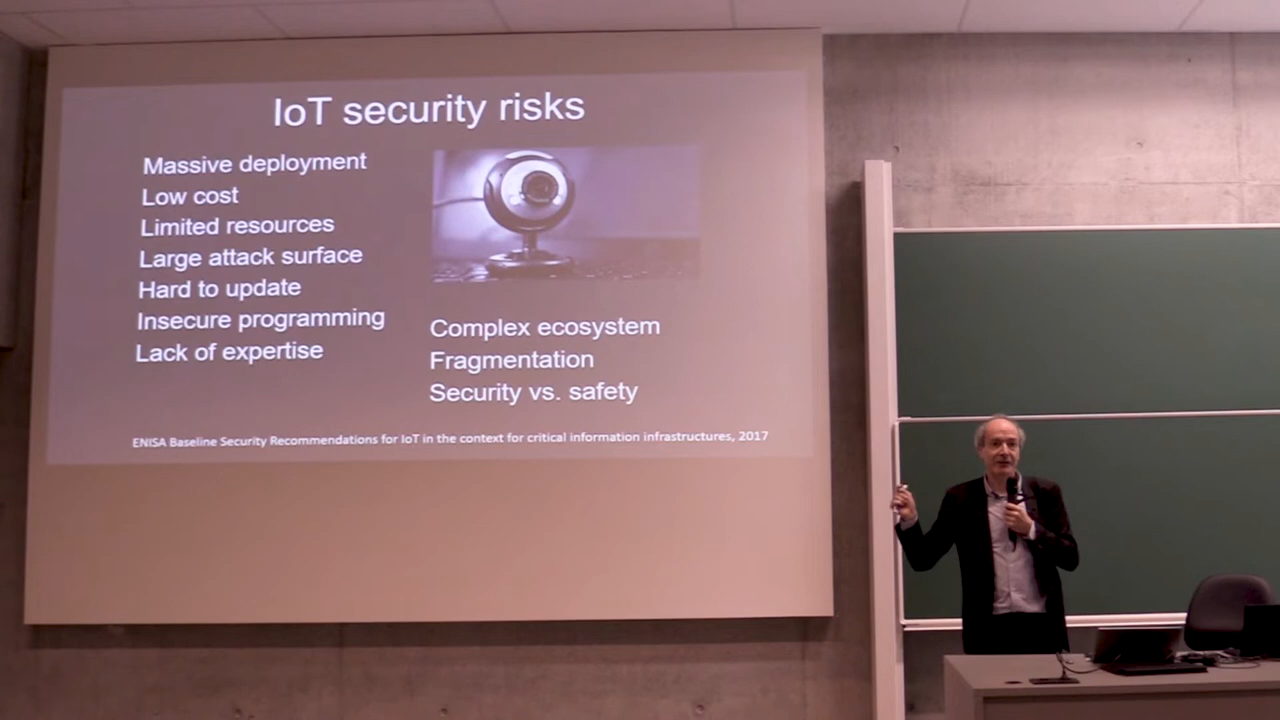 IoT security risks
Massive deployment
Low cost
Limited resources
Large attack surface
Hard to update
Insecure programming
Lack of expertise
Complex ecosystem
Fragmentation
Security vs. safety
ENISA Baseline Security Recommendations for IoT in the context for critical information infrastructures, 2017